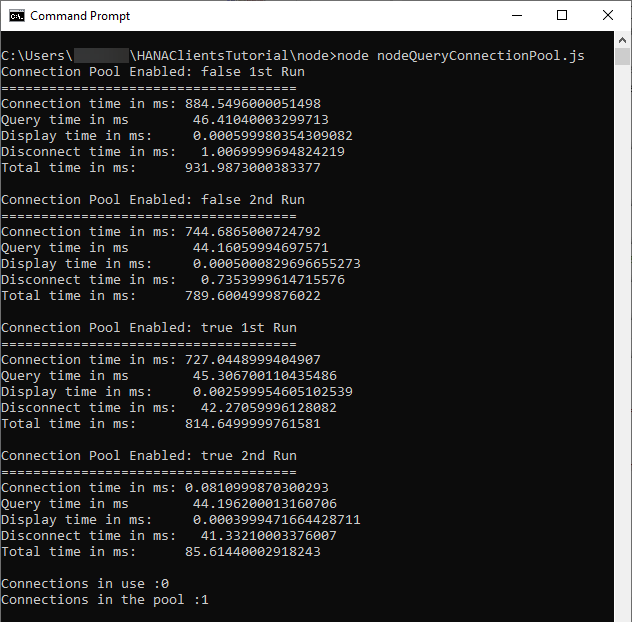 Command Prompt
C:\Users\ \HANAClientsTutorial\node>node nodeQueryConnectionPool.js
Connection Pool Enabled: false 1st Run
=====================================
Connection time in ms: 884.5496000051498
Query time in ms        46.41040003299713
Display time in ms:     0.000599980354309082
Disconnect time in ms:   1.0069999694824219
Total time in ms:      931.9873000383377

Connection Pool Enabled: false 2nd Run
=====================================
Connection time in ms: 744.6865000724792
Query time in ms        44.16059994697571
Display time in ms:     0.0005000829696655273
Disconnect time in ms:   0.7353999614715576
Total time in ms:      789.6004999876022

Connection Pool Enabled: true 1st Run
=====================================
Connection time in ms: 727.0448999404907
Query time in ms        45.306700110435486
Display time in ms:     0.002599954605102539
Disconnect time in ms:   42.27059996128082
Total time in ms:      814.6499999761581

Connection Pool Enabled: true 2nd Run
=====================================
Connection time in ms: 0.0810999870300293
Query time in ms        44.196200013160706
Display time in ms:     0.0003999471664428711
Disconnect time in ms:   41.33210003376007
Total time in ms:      85.61440002918243

Connections in use :0
Connections in the pool :1